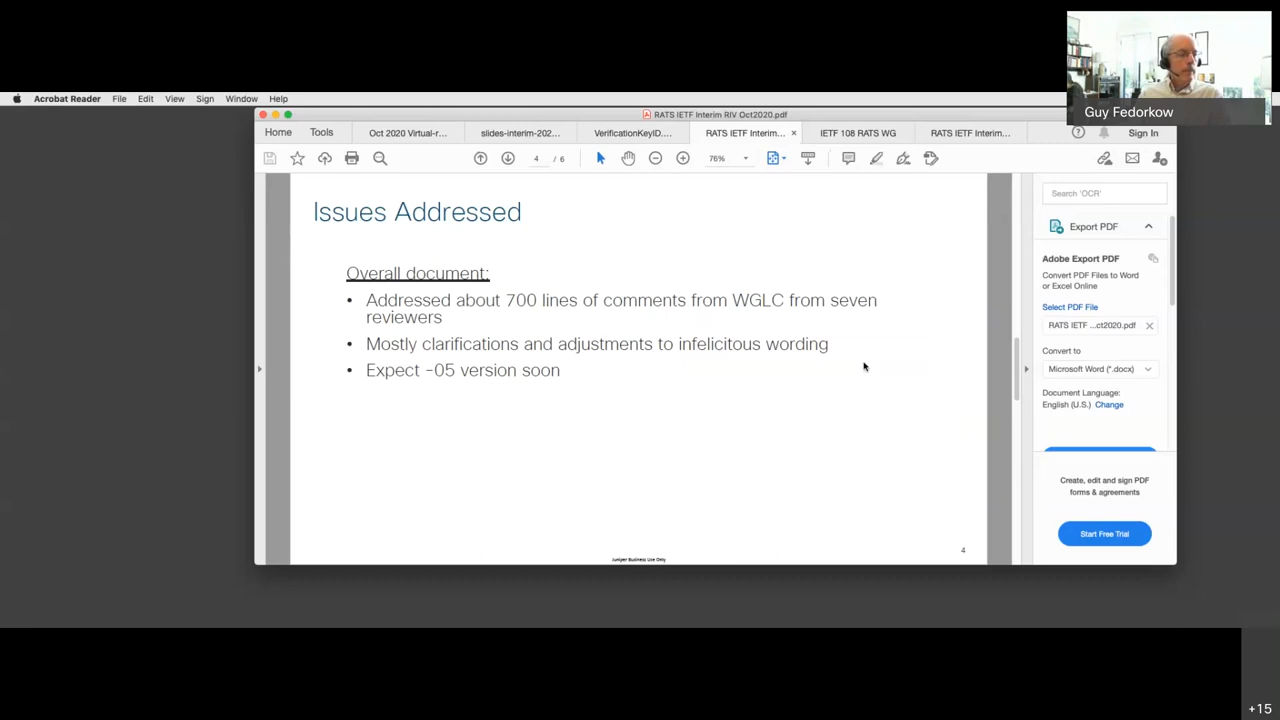 Guy Fedorkow
Acrobat Reader File Edit View Sign Window Help
RATS IETF Interim RIV Oct2020.pdf
Home Tools Oct 2020 Virtual-r... slides-interim-202... VerificationKeyID.... RATS IETF Interim... × IETF 108 RATS WG RATS IETF Interim... Sign In
4 / 6 76%
Issues Addressed
Overall document:
• Addressed about 700 lines of comments from WGLC from seven
reviewers
• Mostly clarifications and adjustments to infelicitous wording
• Expect -05 version soon
4
Juniper Business Use Only
Search 'OCR'
Export PDF
Adobe Export PDF
Convert PDF Files to Word
or Excel Online
Select PDF File
RATS IETF ...ct2020.pdf
Convert to
Microsoft Word (*.docx)
Document Language:
English (U.S.) Change
Create, edit and sign PDF
forms & agreements
Start Free Trial
+15